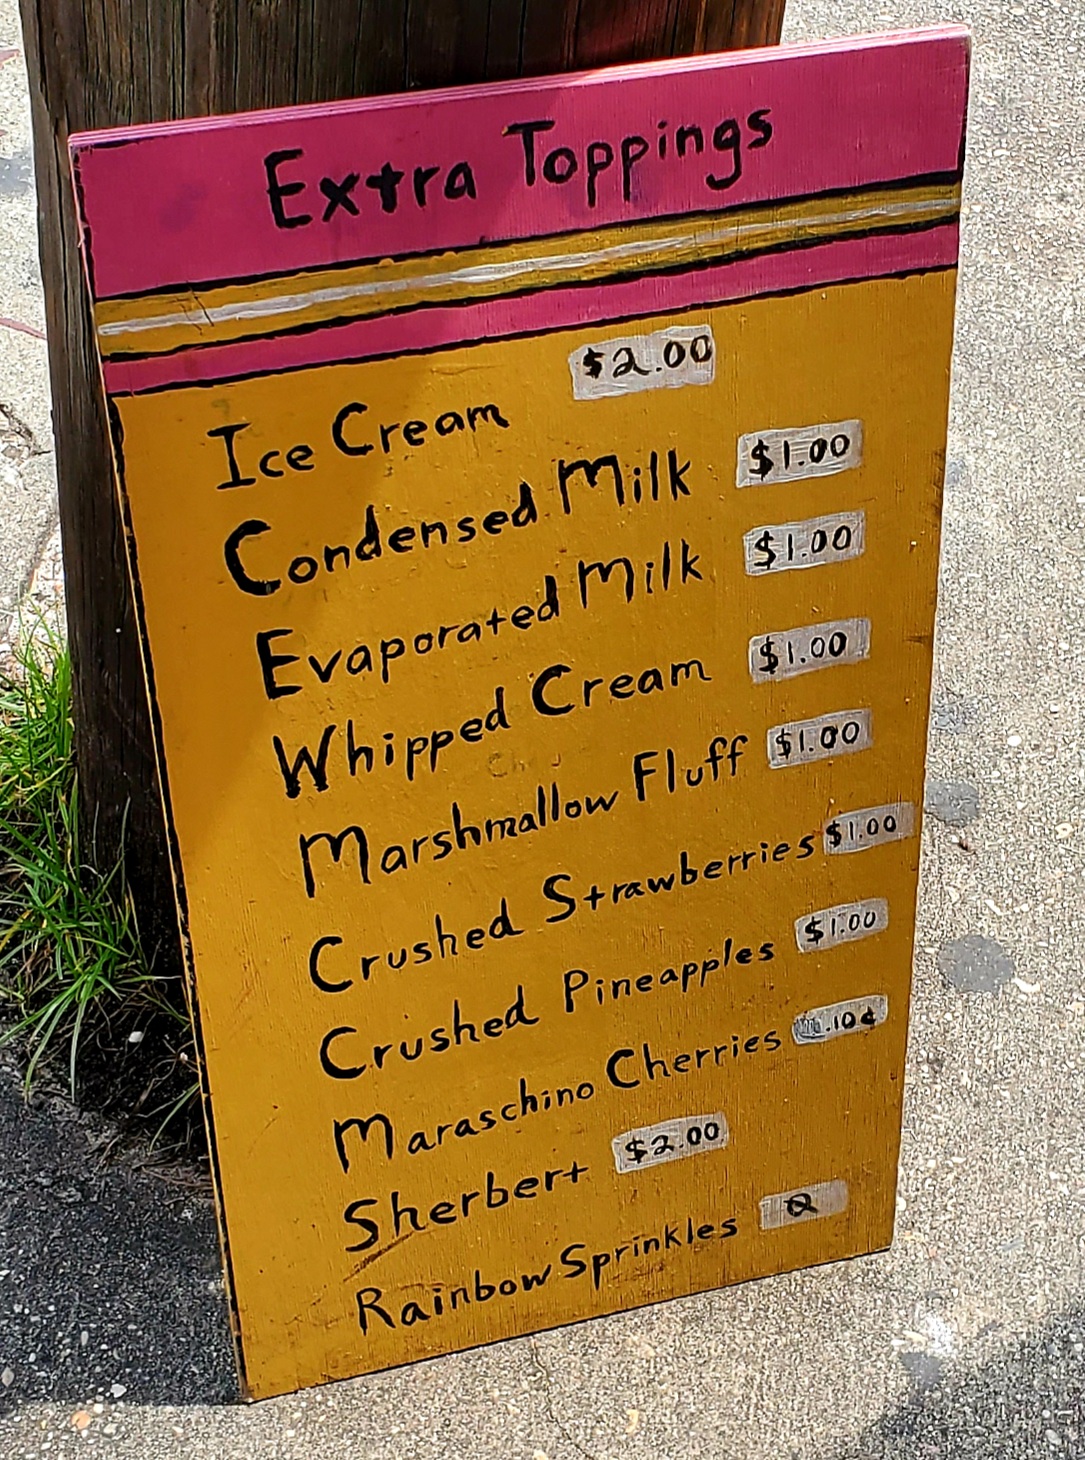 Extra Toppings
Ice Cream $2.00
Condensed Milk $1.00
Evaporated Milk $1.00
Whipped Cream $1.00
Marshmallow Fluff $1.00
Crushed Strawberries $1.00
Crushed Pineapples $1.00
Maraschino Cherries .10¢
Sherbert $2.00
Rainbow Sprinkles